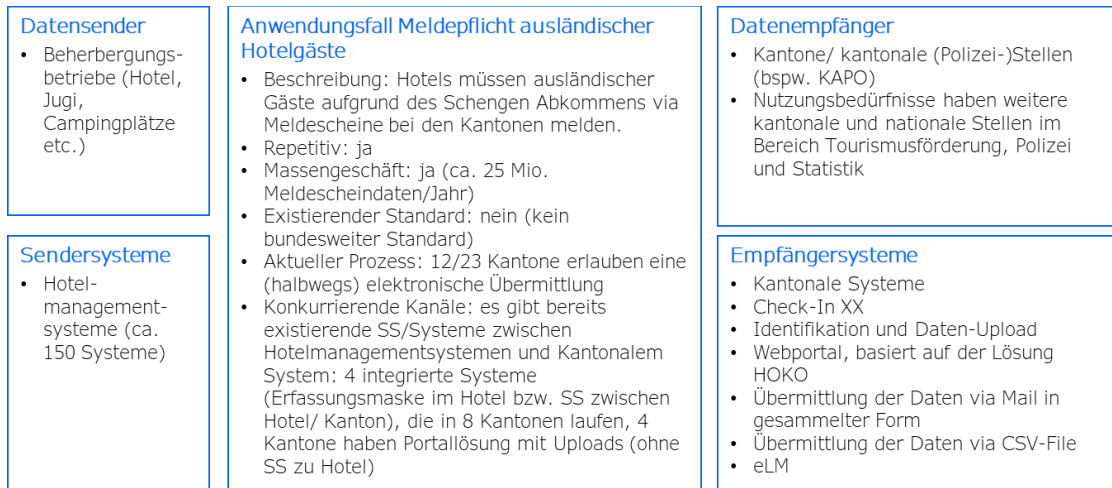 Datensender
• Beherbergungs-
betriebe (Hotel,
Jugi,
Campingplätze
etc.)
Sendersysteme
• Hotel-
management-
systeme (ca.
150 Systeme)
Anwendungsfall Meldepflicht ausländischer
Hotelgäste
• Beschreibung: Hotels müssen ausländischer
Gäste aufgrund des Schengen Abkommens via
Meldescheine bei den Kantonen melden.
• Repetitiv: ja
• Massengeschäft: ja (ca. 25 Mio.
Meldescheindaten/Jahr)
• Existierender Standard: nein (kein
bundesweiter Standard)
• Aktueller Prozess: 12/23 Kantone erlauben eine
(halbwegs) elektronische Übermittlung
• Konkurrierende Kanäle: es gibt bereits
existierende SS/Systeme zwischen
Hotelmanagementsystemen und Kantonalem
System: 4 integrierte Systeme
(Erfassungsmaske im Hotel bzw. SS zwischen
Hotel/ Kanton), die in 8 Kantonen laufen, 4
Kantone haben Portallösung mit Uploads (ohne
SS zu Hotel)
Datenempfänger
• Kantone/ kantonale (Polizei-)Stellen
(bspw. KAPO)
• Nutzungsbedürfnisse haben weitere
kantonale und nationale Stellen im
Bereich Tourismusförderung, Polizei
und Statistik
Empfängersysteme
• Kantonale Systeme
• Check-In XX
• Identifikation und Daten-Upload
• Webportal, basiert auf der Lösung
HOKO
• Übermittlung der Daten via Mail in
gesammelter Form
• Übermittlung der Daten via CSV-File
• eLM